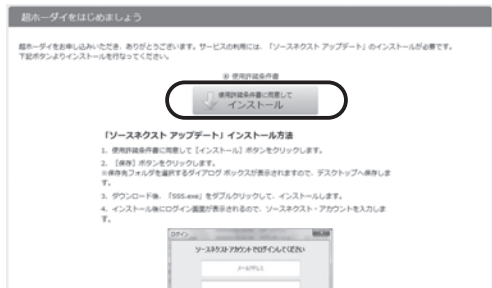 超ホーダイをはじめましょう
超ホーダイをお申し込みいただき、ありがとうございます。サービスの利用には、「ソースネクスト アップデート」のインストールが必要です。
下記ボタンよりインストールを行なってください。
使用許諾条件書
使用許諾条件書に同意して
インストール
「ソースネクスト アップデート」インストール方法
1、使用許諾条件書に同意して［インストール］ボタンをクリックします。
2、［保存］ボタンをクリックします。
※保存先フォルダを選択するダイアログ ボックスが表示されますので、デスクトップへ保存しま
す。
3、ダウンロード後、「SSS.exe」をダブルクリックして、インストールします。
4、インストール後にログイン画面が表示されるので、ソースネクスト・アカウントを入力しま
す。
ログイン
ソースネクストアカウントでログインしてください
メールアドレス